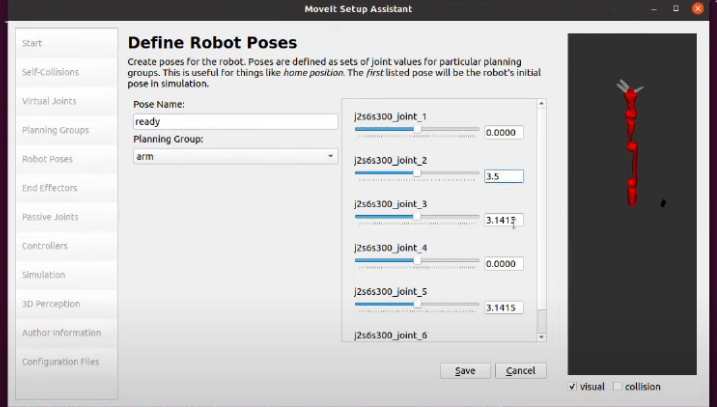 MoveIt Setup Assistant
Start
Self-Collisions
Virtual Joints
Planning Groups
Robot Poses
End Effectors
Passive Joints
Controllers
Simulation
3D Perception
Author Information
Configuration Files
Define Robot Poses
Create poses for the robot. Poses are defined as sets of joint values for particular planning
groups. This is useful for things like home position. The first listed pose will be the robot's initial
pose in simulation.
Pose Name:
ready
Planning Group:
arm
j2s6s300_joint_1
0.0000
j2s6s300_joint_2
3.5
j2s6s300_joint_3
3.1415
j2s6s300_joint_4
0.0000
j2s6s300_joint_5
3.1415
j2s6s300_joint_6
Save
Cancel
visual
collision